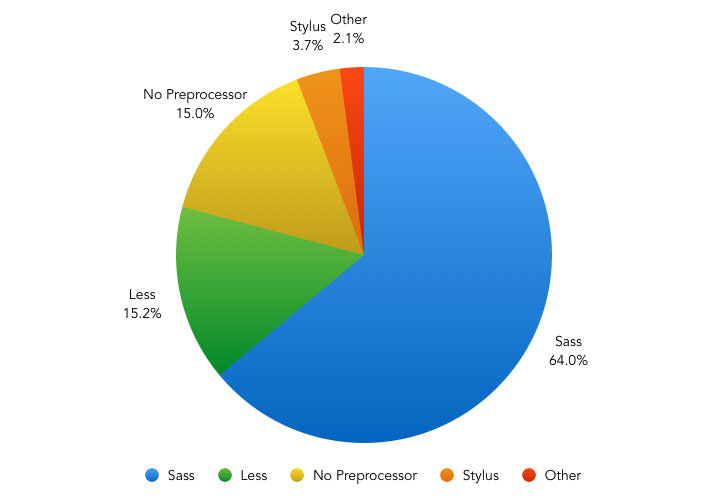 Other
2.1%
Stylus
3.7%
No Preprocessor
15.0%
Less
15.2%
Sass
64.0%
Sass Less No Preprocessor Stylus Other